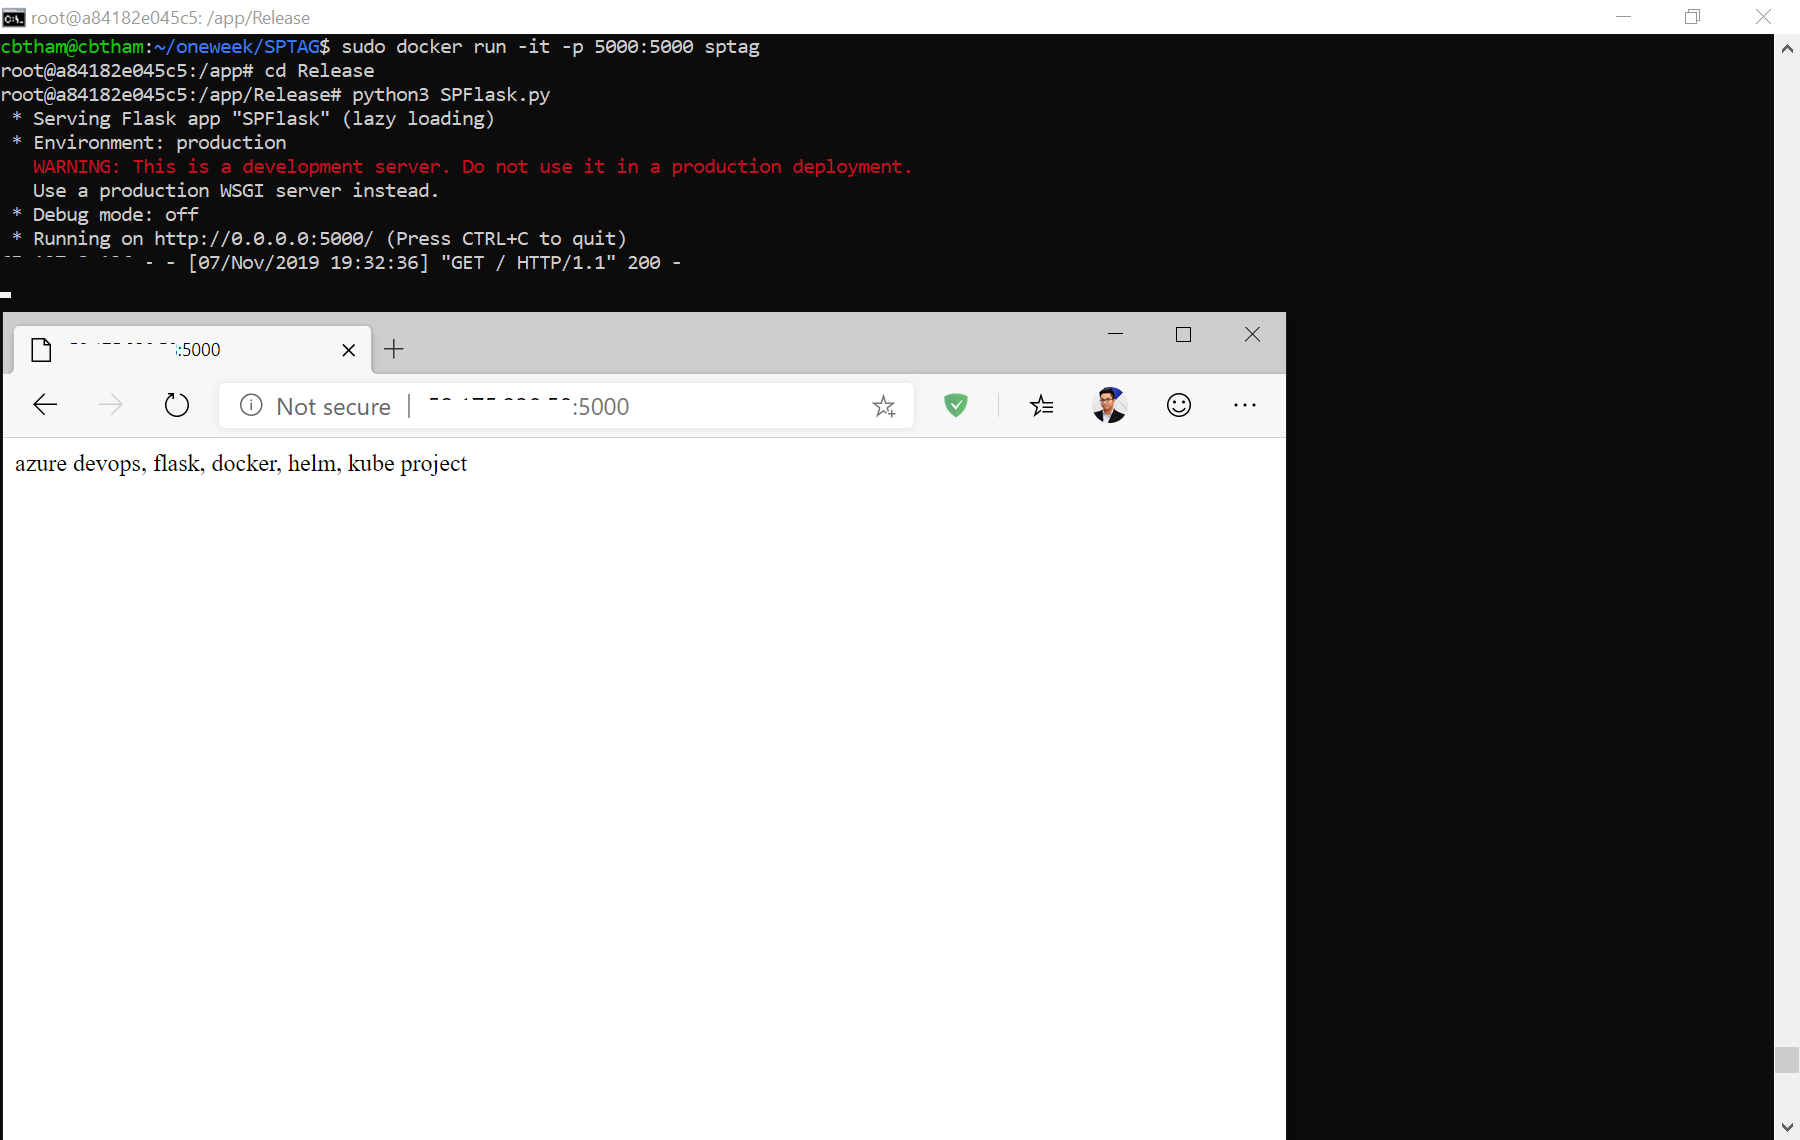 root@a84182e045c5: /app/Release
cbtham@cbtham:~/oneweek/SPTAG$ sudo docker run -it -p 5000:5000 sptag
root@a84182e045c5:/app# cd Release
root@a84182e045c5:/app/Release# python3 SPFlask.py
* Serving Flask app "SPFlask" (lazy loading)
* Environment: production
WARNING: This is a development server. Do not use it in a production deployment.
Use a production WSGI server instead.
* Debug mode: off
* Running on http://0.0.0.0:5000/ (Press CTRL+C to quit)
- - [07/Nov/2019 19:32:36] "GET / HTTP/1.1" 200 -
:5000
Not secure | :5000
azure devops, flask, docker, helm, kube project